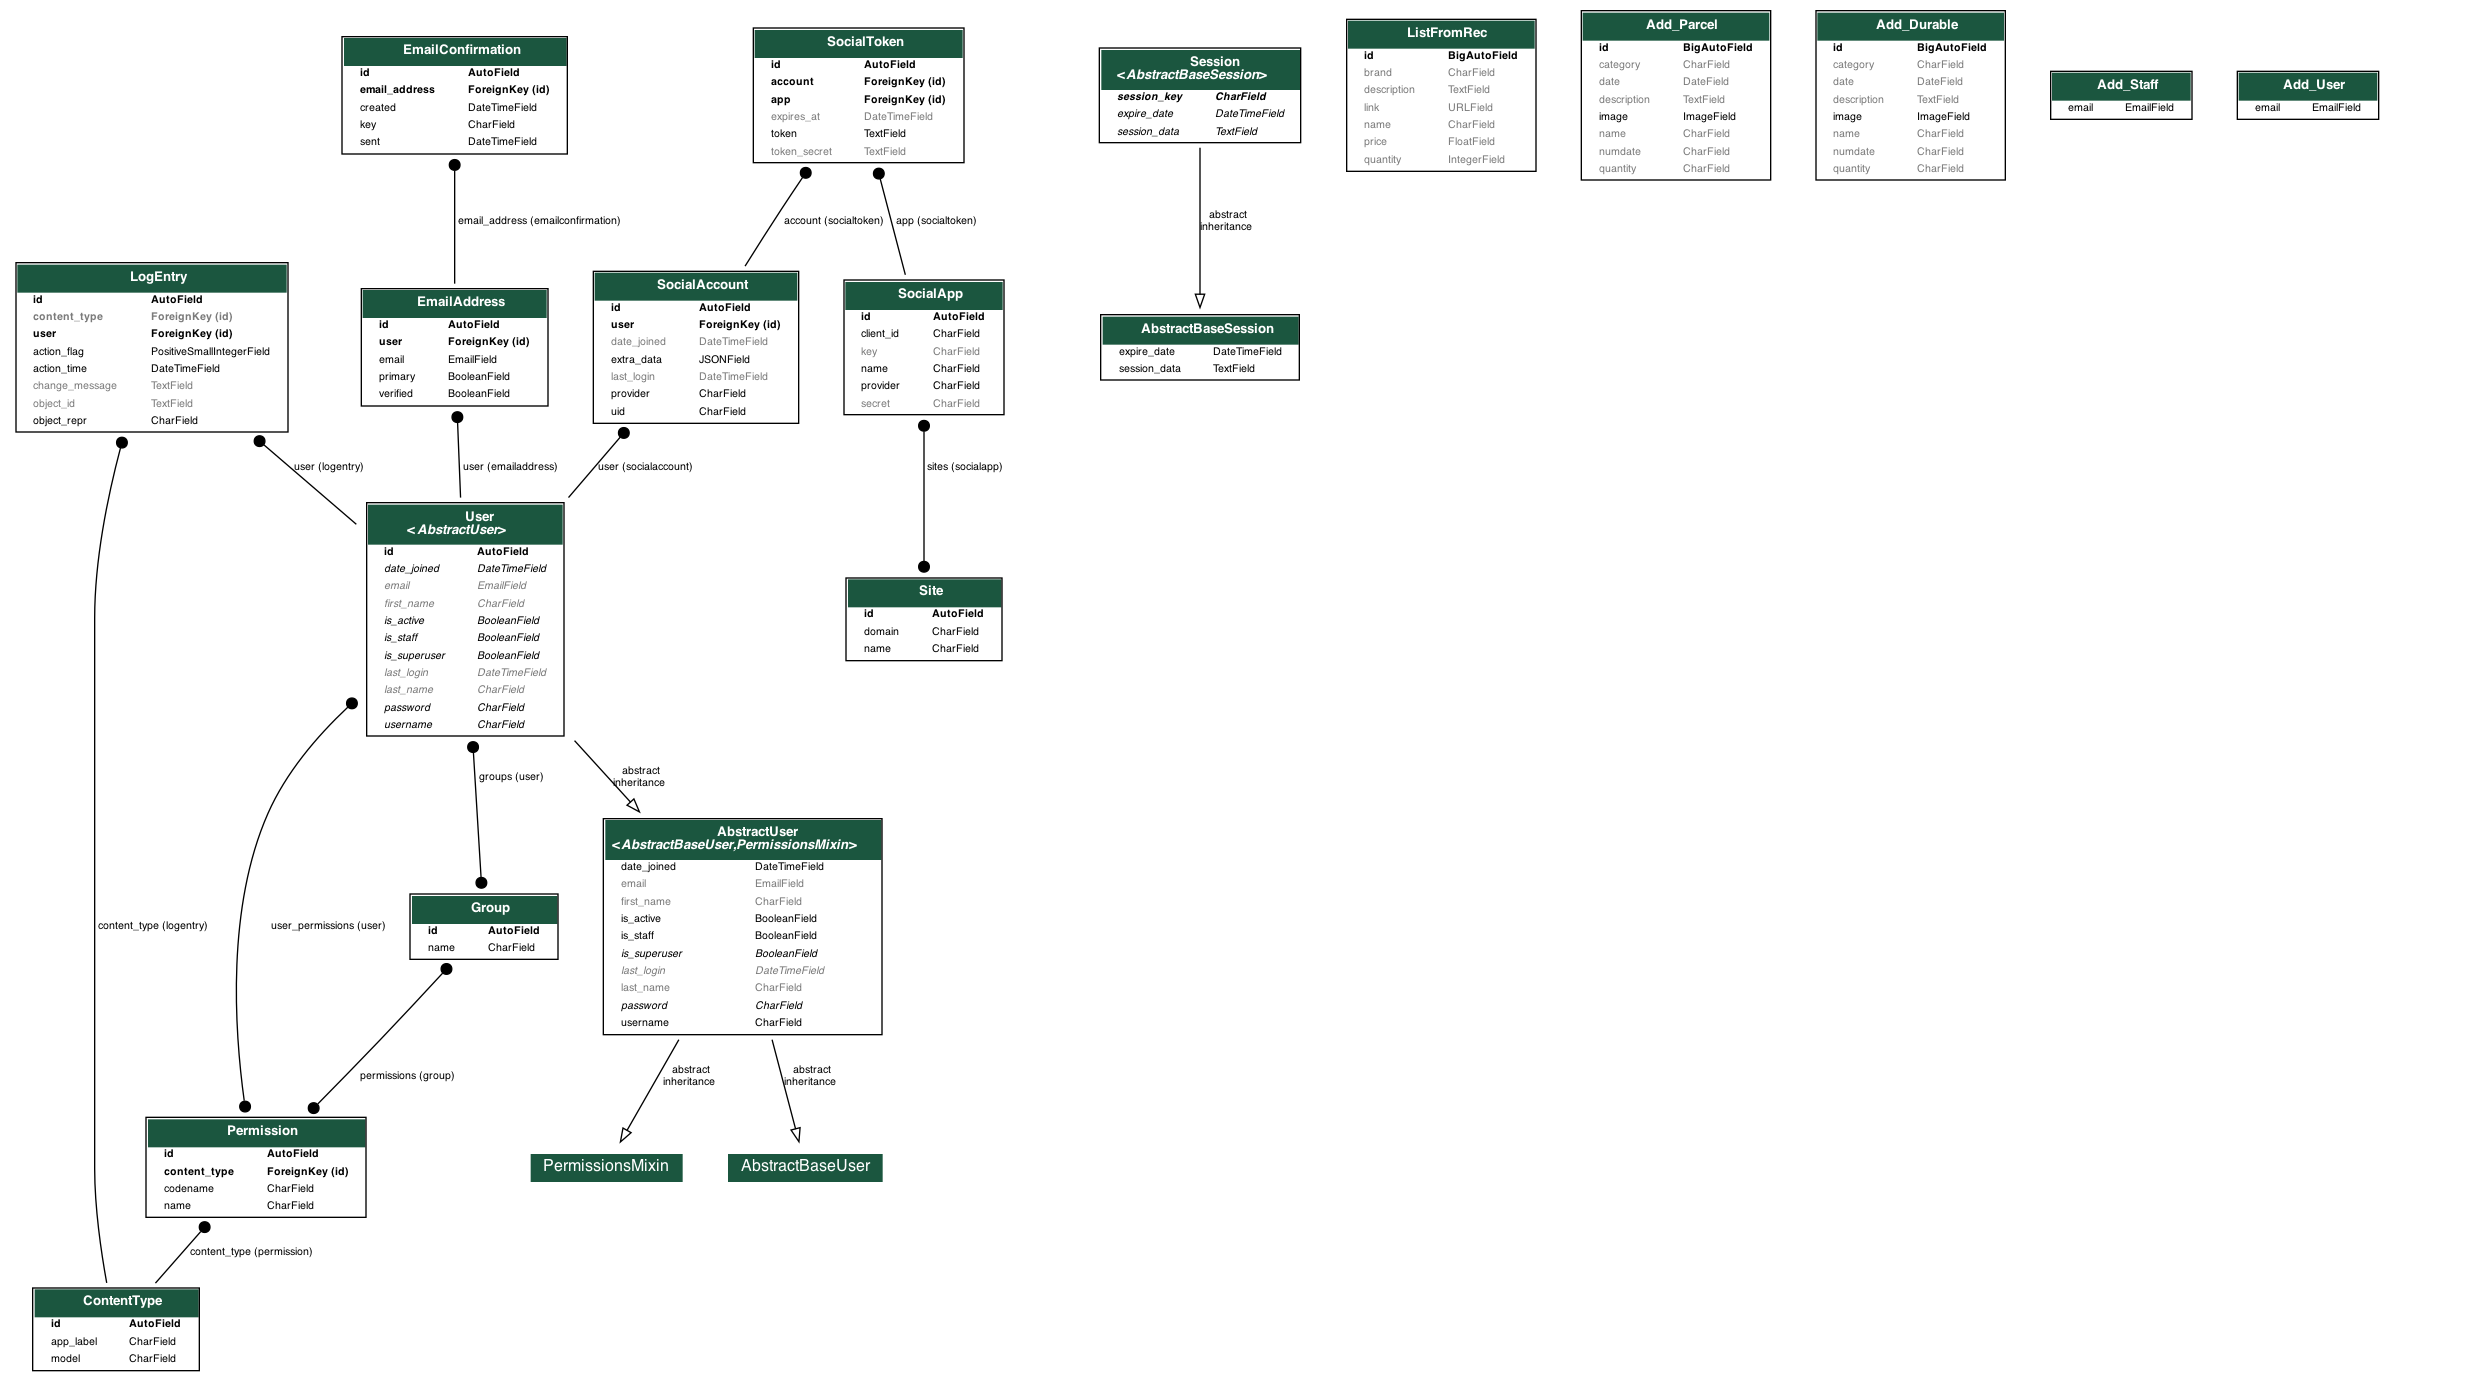 EmailConfirmation
id AutoField
email_address ForeignKey (id)
created DateTimeField
key CharField
sent DateTimeField
SocialToken
id AutoField
account ForeignKey (id)
app ForeignKey (id)
expires_at DateTimeField
token TextField
token_secret TextField
Session
<AbstractBaseSession>
session_key CharField
expire_date DateTimeField
session_data TextField
ListFromRec
id BigAutoField
brand CharField
description TextField
link URLField
name CharField
price FloatField
quantity IntegerField
Add_Parcel
id BigAutoField
category CharField
date DateField
description TextField
image ImageField
name CharField
numdate CharField
quantity CharField
Add_Durable
id BigAutoField
category CharField
date DateField
description TextField
image ImageField
name CharField
numdate CharField
quantity CharField
Add_Staff
email EmailField
Add_User
email EmailField
email_address (emailconfirmation)
account (socialtoken)
app (socialtoken)
abstract
inheritance
LogEntry
id AutoField
content_type ForeignKey (id)
user ForeignKey (id)
action_flag PositiveSmallIntegerField
action_time DateTimeField
change_message TextField
object_id TextField
object_repr CharField
EmailAddress
id AutoField
user ForeignKey (id)
email EmailField
primary BooleanField
verified BooleanField
SocialAccount
id AutoField
user ForeignKey (id)
date_joined DateTimeField
extra_data JSONField
last_login DateTimeField
provider CharField
uid CharField
SocialApp
id AutoField
client_id CharField
key CharField
name CharField
provider CharField
secret CharField
AbstractBaseSession
expire_date DateTimeField
session_data TextField
user (logentry)
user (emailaddress)
user (socialaccount)
sites (socialapp)
User
<AbstractUser>
id AutoField
date_joined DateTimeField
email EmailField
first_name CharField
is_active BooleanField
is_staff BooleanField
is_superuser BooleanField
last_login DateTimeField
last_name CharField
password CharField
username CharField
Site
id AutoField
domain CharField
name CharField
groups (user)
abstract
inheritance
AbstractUser
<AbstractBaseUser,PermissionsMixin>
date_joined DateTimeField
email EmailField
first_name CharField
is_active BooleanField
is_staff BooleanField
is_superuser BooleanField
last_login DateTimeField
last_name CharField
password CharField
username CharField
content_type (logentry)
user_permissions (user)
Group
id AutoField
name CharField
permissions (group)
abstract
inheritance
abstract
inheritance
Permission
id AutoField
content_type ForeignKey (id)
codename CharField
name CharField
PermissionsMixin
AbstractBaseUser
content_type (permission)
ContentType
id AutoField
app_label CharField
model CharField